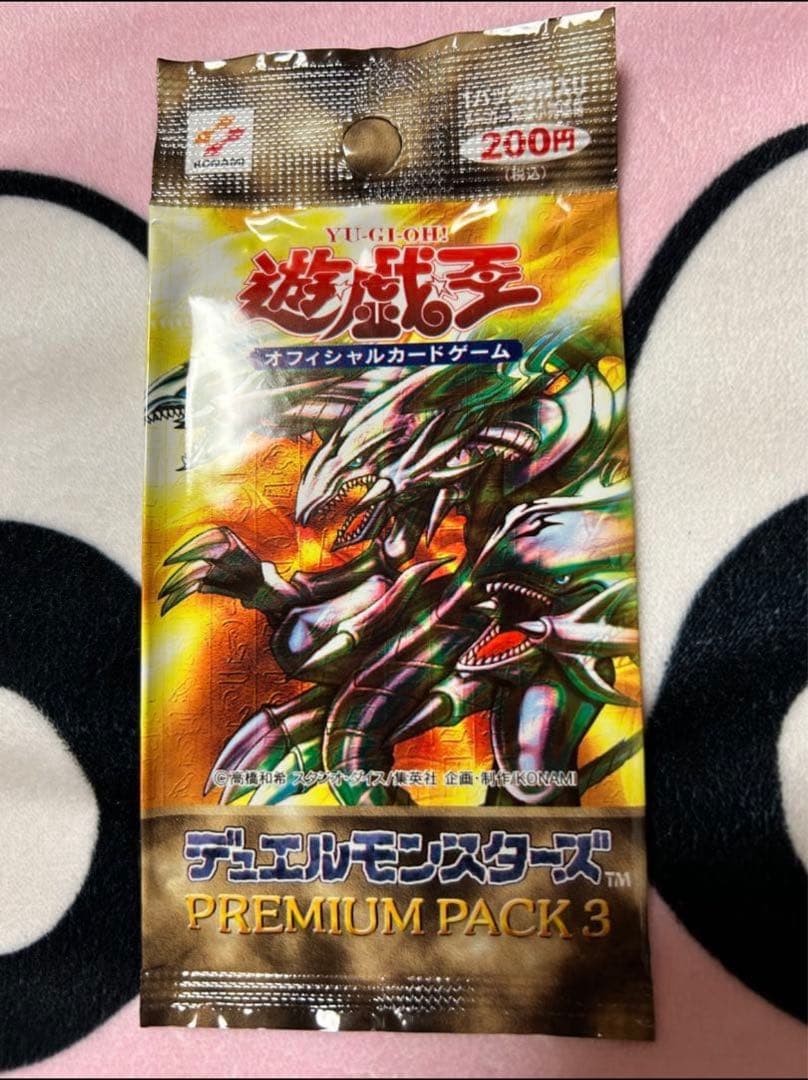 KONAMI
200円
(税込)
YU-GI-OH!
遊戯王
オフィシャルカードゲーム
©高橋和希 スタジオ・ダイス/集英社 企画・制作/KONAMI
デュエルモンスターズ™
PREMIUM PACK 3